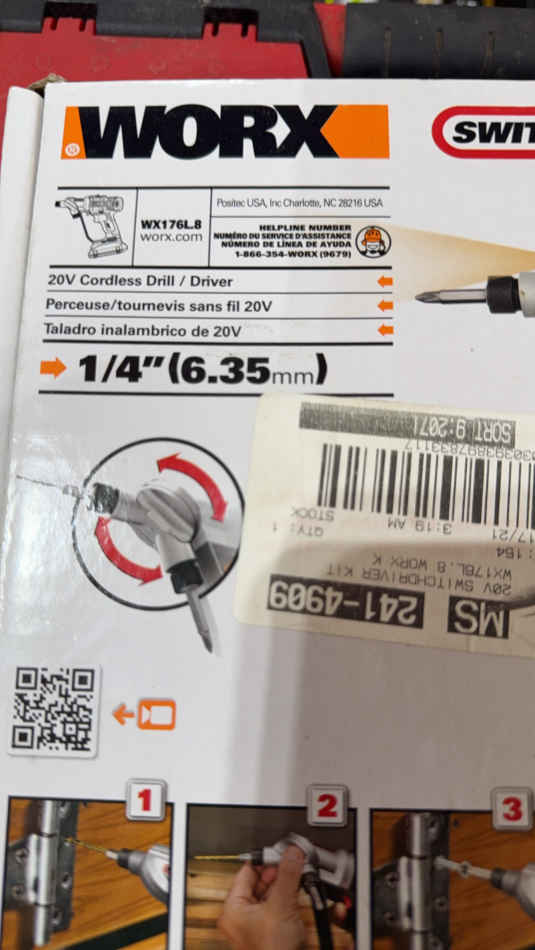 WORX
SWIT
WX176L.8
worx.com
Positec USA, Inc Charlotte, NC 28216 USA
HELPLINE NUMBER
NUMÉRO DU SERVICE D'ASSISTANCE
NÚMERO DE LÍNEA DE AYUDA
1-866-354-WORX (9679)
20V Cordless Drill / Driver
Perceuse/tournevis sans fil 20V
Taladro inalambrico de 20V
1/4" (6.35mm)
MS 241-4909
20V SWITCHDRIVER KIT
WX176L.8 WORX K
: 154
17/21 3:19 AM QTY: 1
STOCK
SORT 9:207
1
2
3